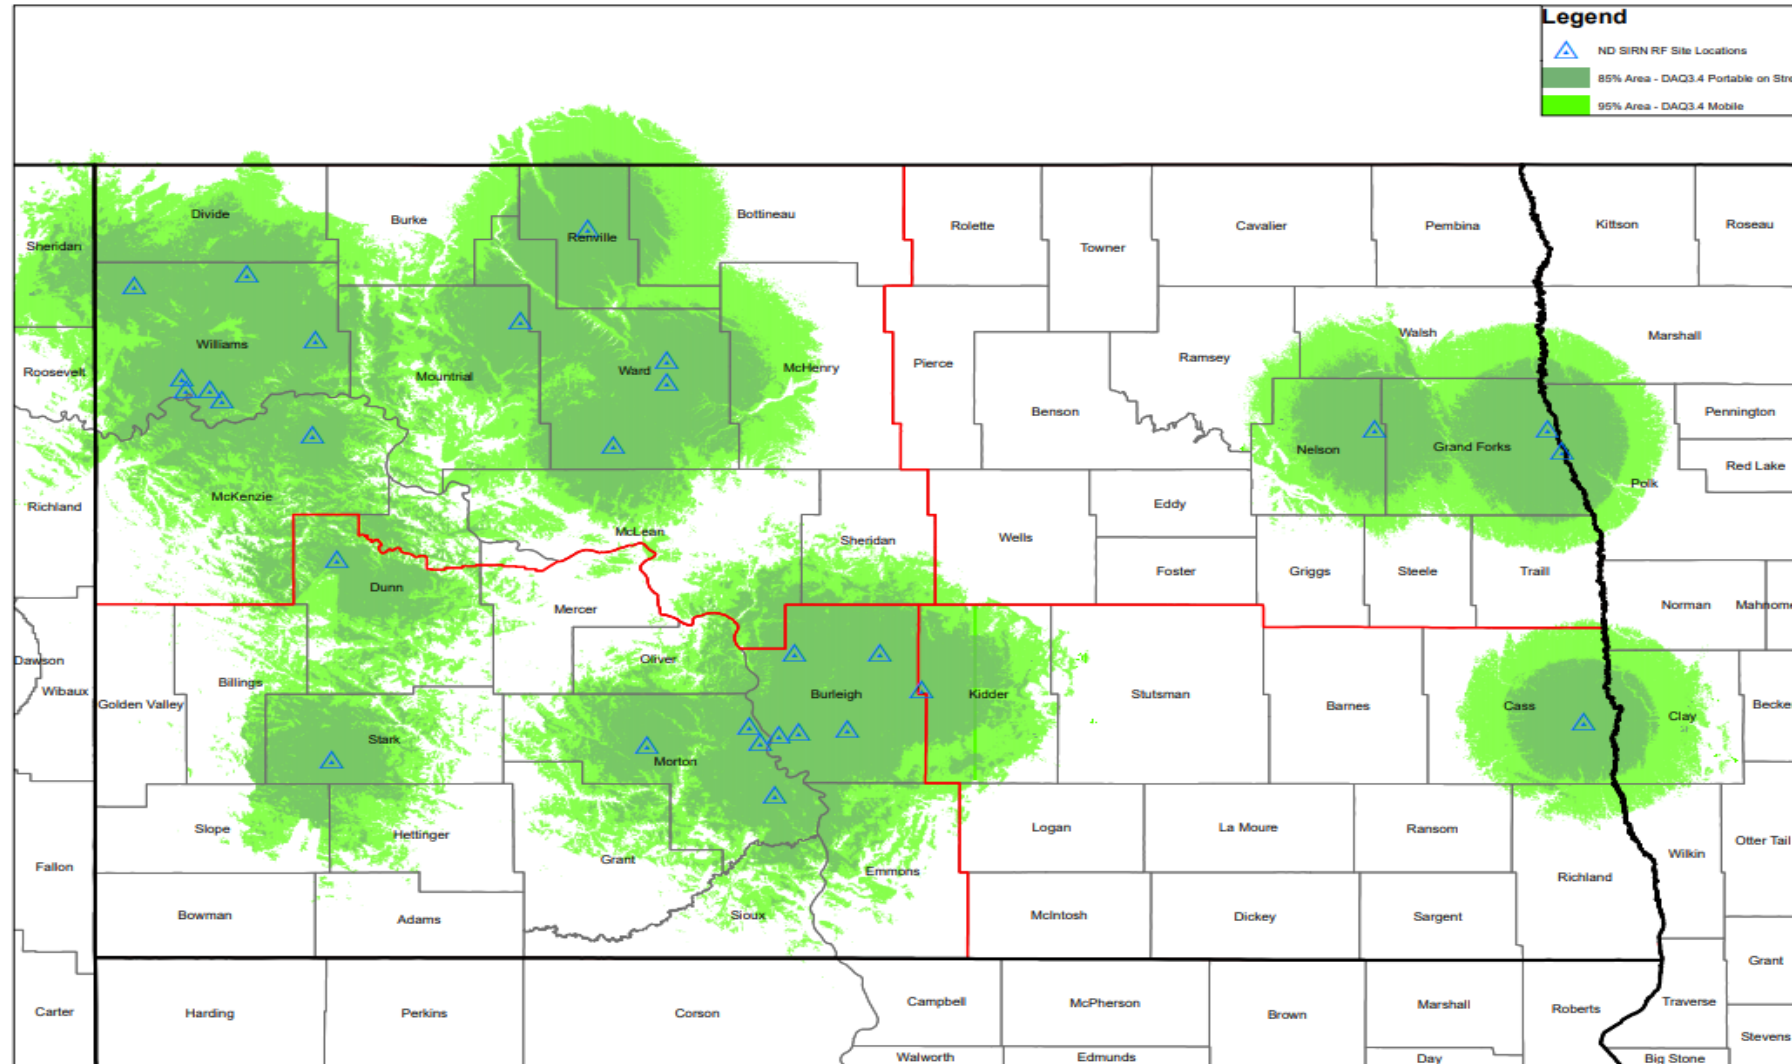 Legend
ND SIRN RF Site Locations
85% Area - DAQ3.4 Portable on Stre
95% Area - DAQ3.4 Mobile
Divide
Burke
Renville
Bottineau
Rolette
Towner
Cavalier
Pembina
Kittson
Roseau
Sheridan
Williams
Roosevelt
Mountrial
Ward
McHenry
Pierce
Benson
Ramsey
Walsh
Marshall
Pennington
Nelson
Grand Forks
Red Lake
Polk
Richland
McKenzie
McLean
Sheridan
Wells
Eddy
Foster
Griggs
Steele
Traill
Norman
Mahnome
Dunn
Mercer
Dawson
Wibaux
Golden Valley
Billings
Oliver
Burleigh
Kidder
Stutsman
Barnes
Cass
Clay
Becke
Stark
Morton
Slope
Hettinger
Grant
Emmons
Logan
La Moure
Ransom
Richland
Wilkin
Otter Tail
Fallon
Bowman
Adams
Sioux
McIntosh
Dickey
Sargent
Grant
Carter
Harding
Perkins
Corson
Campbell
McPherson
Brown
Marshall
Roberts
Traverse
Stevens
Walworth
Edmunds
Day
Big Stone